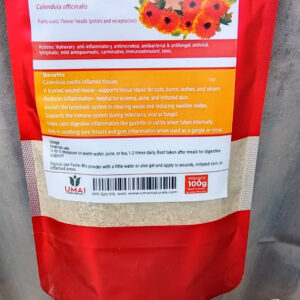 Calendula officinalis
Parts used: Flower heads (petals and receptacles)
Actions: Vulnerary anti-inflammatory, antimicrobial, antibacterial & antifungal, antiviral,
lymphatic, mild antispasmodic, carminative, immunostimulant, tonic.
Benefits
-Calendula soothes inflamed tissues
A trusted wound healer—supports tissue repair for cuts, burns, rashes, and ulcers.
Reduces inflammation—helpful for eczema, acne, and irritated skin.
Assists the lymphatic system in clearing waste and reducing swollen nodes.
Supports the immune system during infections, viral or fungal
Helps calm digestive inflammation like gastritis or colitis when taken internally.
Aids in soothing sore throats and gum inflammation when used as a gargle or rinse.
Usage
teaspoon in warm water, juice, or tea, 1-2 times daily. Best taken after meals for digestive
support.
Topical use Paste: Mix powder with a little water or aloe gel and apply to wounds, irritated skin, or
inflamed areas.
UMAI
Weight:
100g
web: www.umainaturals.com